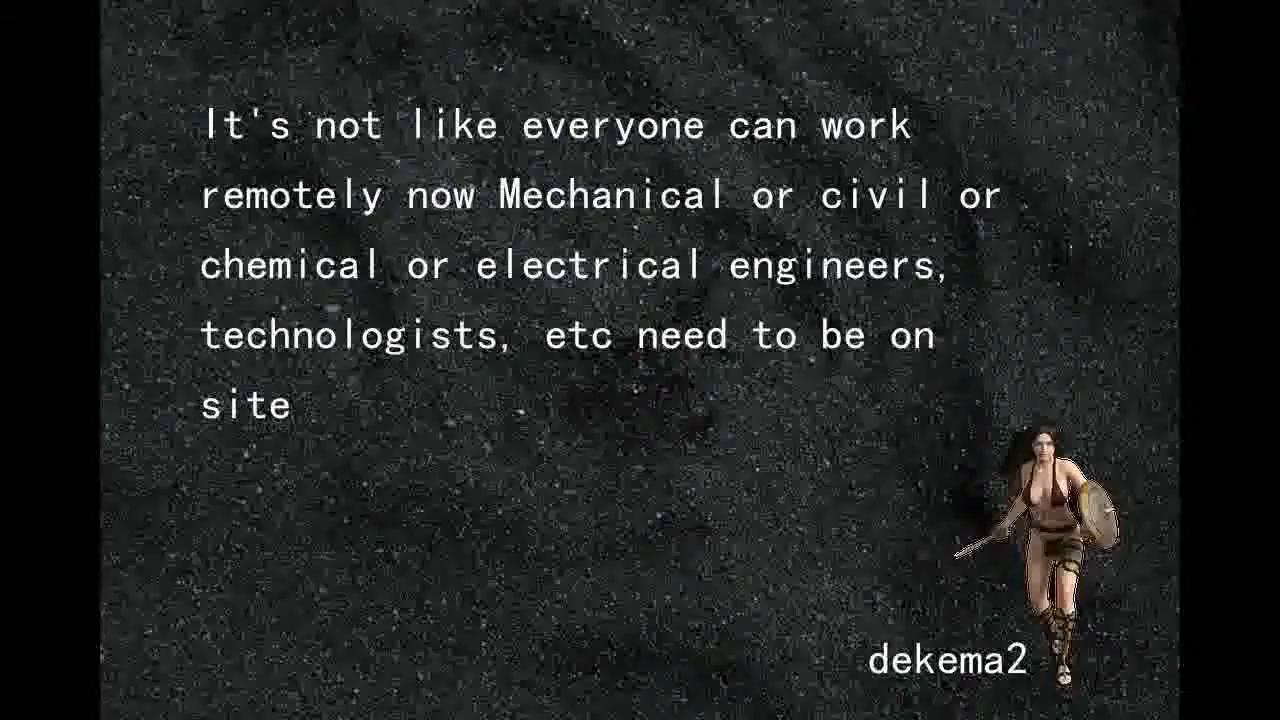 It's not like everyone can work
remotely now Mechanical or civil or
chemical or electrical engineers,
technologists, etc need to be on
site
dekema2